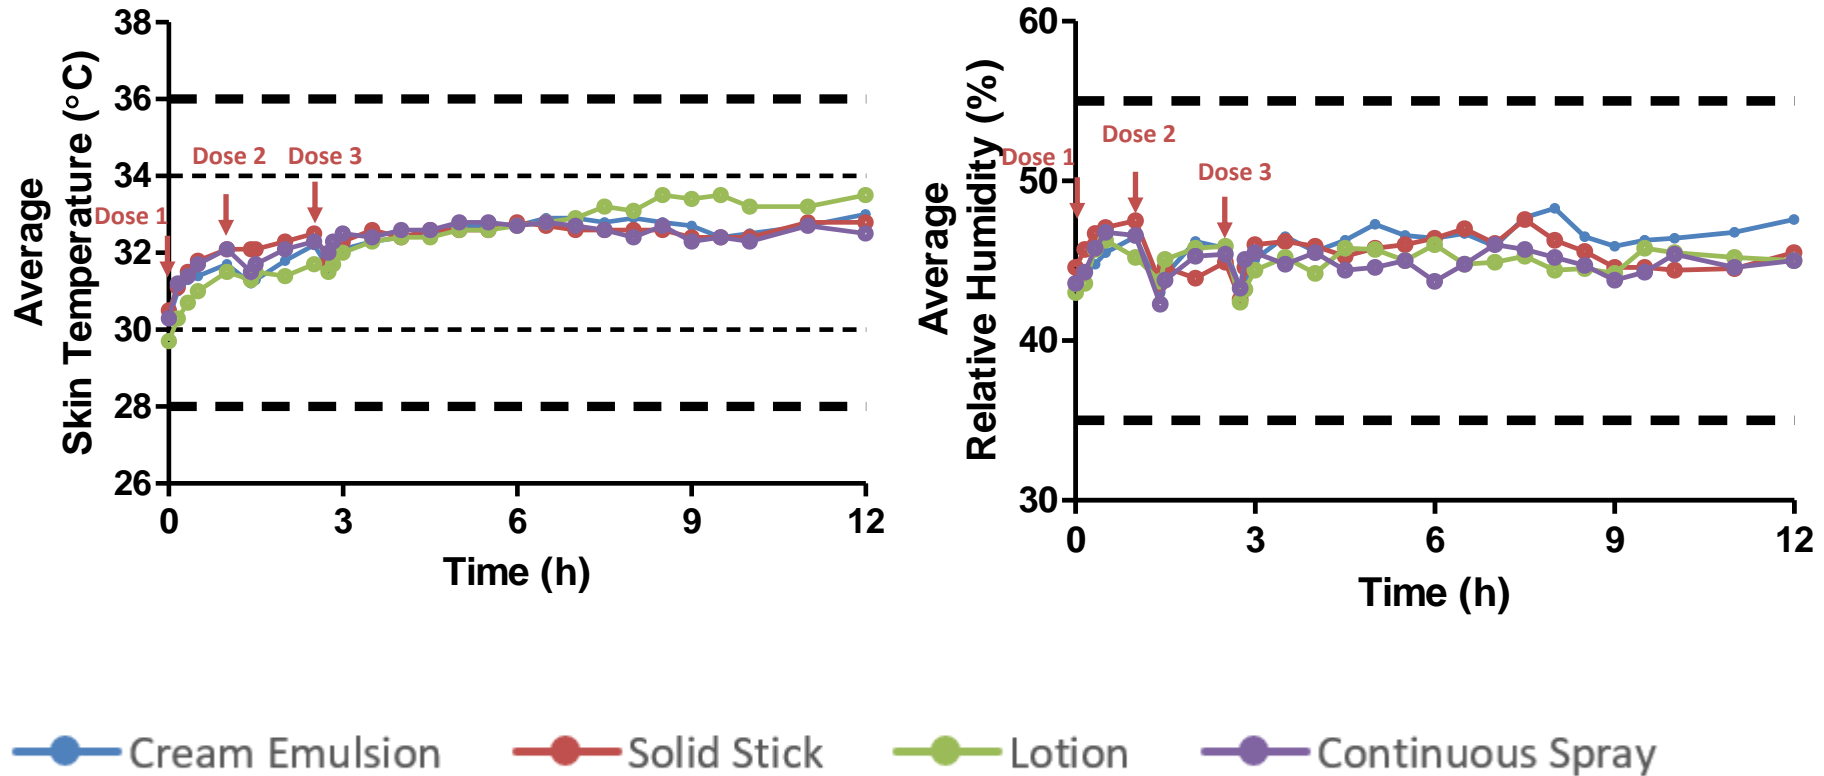 38
36
34
32
30
28
26
0
3
6
9
12
Average
Skin Temperature (°C)
Time (h)
Dose 1
Dose 2
Dose 3
60
50
40
30
0
3
6
9
12
Average
Relative Humidity (%)
Time (h)
Dose 1
Dose 2
Dose 3
Cream Emulsion
Solid Stick
Lotion
Continuous Spray